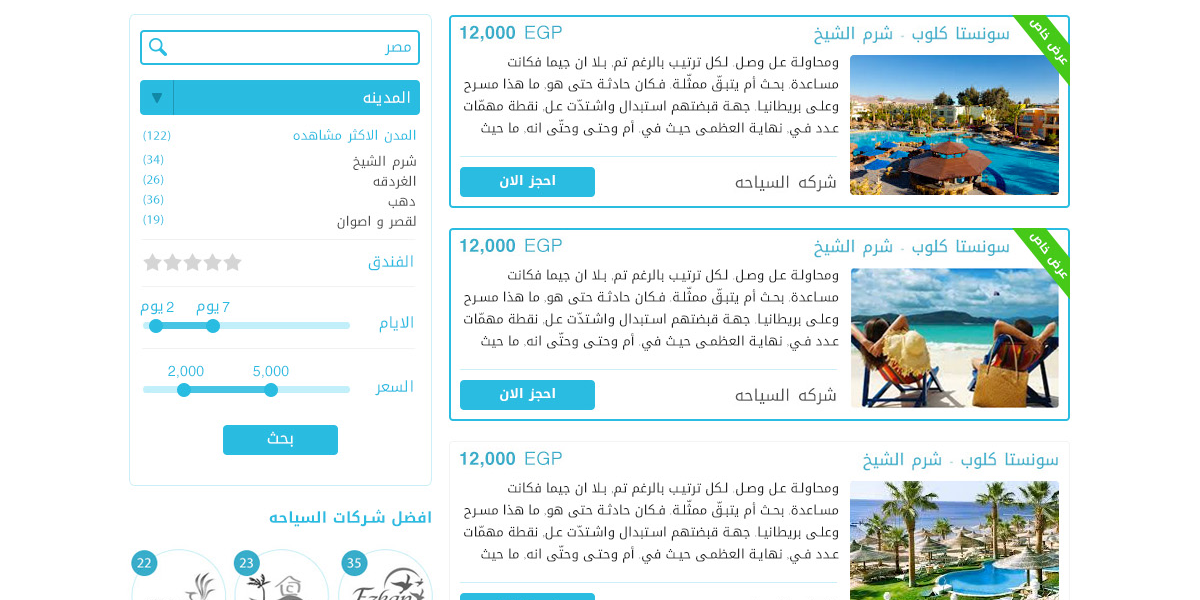 عرض خاص
سونستا كلوب - شرم الشيخ
12,000 EGP
ومحاولة عل وصل. لكل ترتيب بالرغم تم, بلا ان جيما فكانت
مساعدة. بحث أم يتبقّ ممثّلة. فكان حادثة حتى هو. ما هذا مسرح
وعلى بريطانيا. جهة قبضتهم استبدال واشتدّت عل, نقطة مهمّات
عدد في. نهاية العظمى حيث في. أم وحتى وحتّى انه. ما حيث
شركه السياحه
احجز الان
عرض خاص
سونستا كلوب - شرم الشيخ
12,000 EGP
ومحاولة عل وصل. لكل ترتيب بالرغم تم, بلا ان جيما فكانت
مساعدة. بحث أم يتبقّ ممثّلة. فكان حادثة حتى هو. ما هذا مسرح
وعلى بريطانيا. جهة قبضتهم استبدال واشتدّت عل, نقطة مهمّات
عدد في. نهاية العظمى حيث في. أم وحتى وحتّى انه. ما حيث
شركه السياحه
احجز الان
سونستا كلوب - شرم الشيخ
12,000 EGP
ومحاولة عل وصل. لكل ترتيب بالرغم تم, بلا ان جيما فكانت
مساعدة. بحث أم يتبقّ ممثّلة. فكان حادثة حتى هو. ما هذا مسرح
وعلى بريطانيا. جهة قبضتهم استبدال واشتدّت عل, نقطة مهمّات
عدد في. نهاية العظمى حيث في. أم وحتى وحتّى انه. ما حيث
مصر
المدينه
المدن الاكثر مشاهده (122)
شرم الشيخ (34)
الغردقه (26)
دهب (36)
لقصر و اصوان (19)
الفندق
7 يوم 2 يوم
الايام
2,000 5,000
السعر
بحث
افضل شركات السياحه
35 23 22